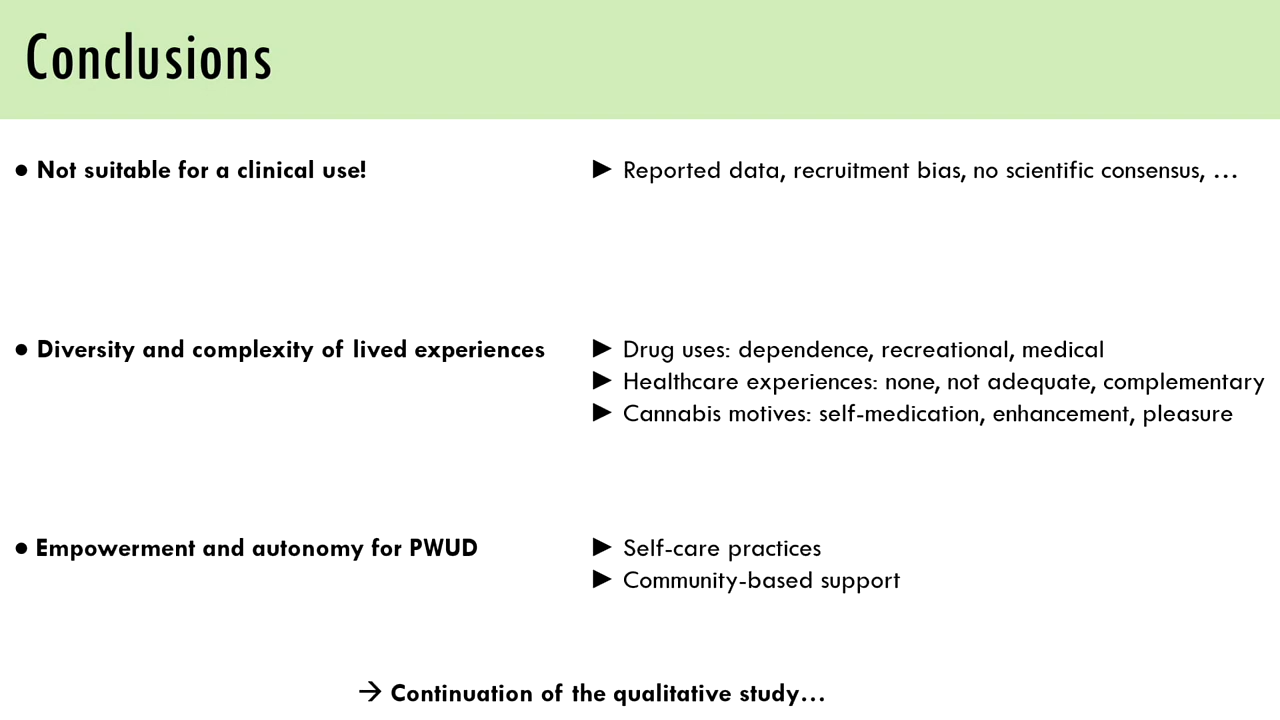 Conclusions
● Not suitable for a clinical use!
► Reported data, recruitment bias, no scientific consensus, …
● Diversity and complexity of lived experiences
► Drug uses: dependence, recreational, medical
► Healthcare experiences: none, not adequate, complementary
► Cannabis motives: self-medication, enhancement, pleasure
● Empowerment and autonomy for PWUD
► Self-care practices
► Community-based support
→ Continuation of the qualitative study…